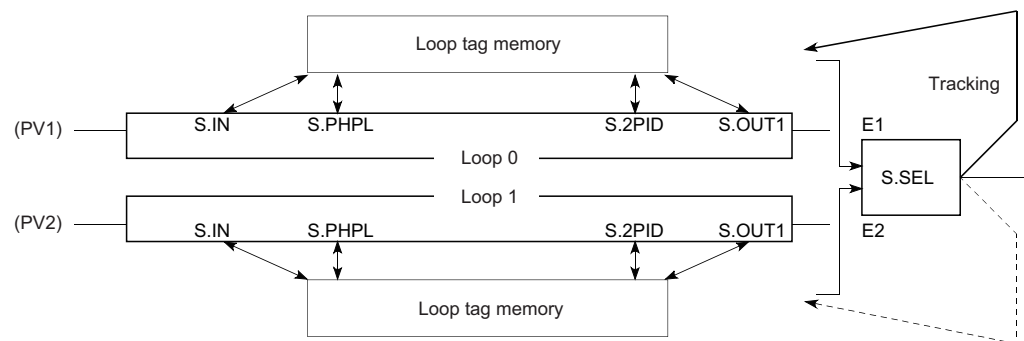 Loop tag memory
Tracking
(PV1)
S.IN S.PHPL S.2PID S.OUT1
E1
Loop 0
S.SEL
Loop 1
(PV2)
S.IN S.PHPL S.2PID S.OUT1
E2
Loop tag memory